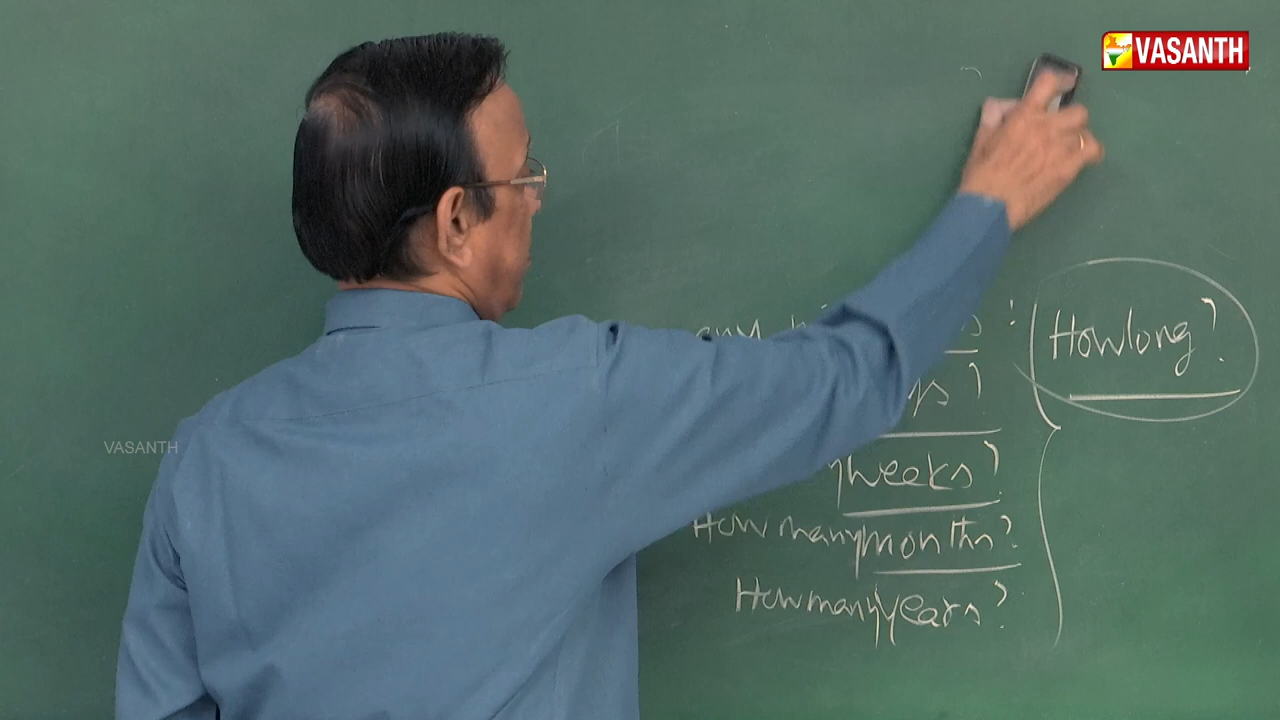 VASANTH
How long?
weeks?
How many months?
How many years?
VASANTH